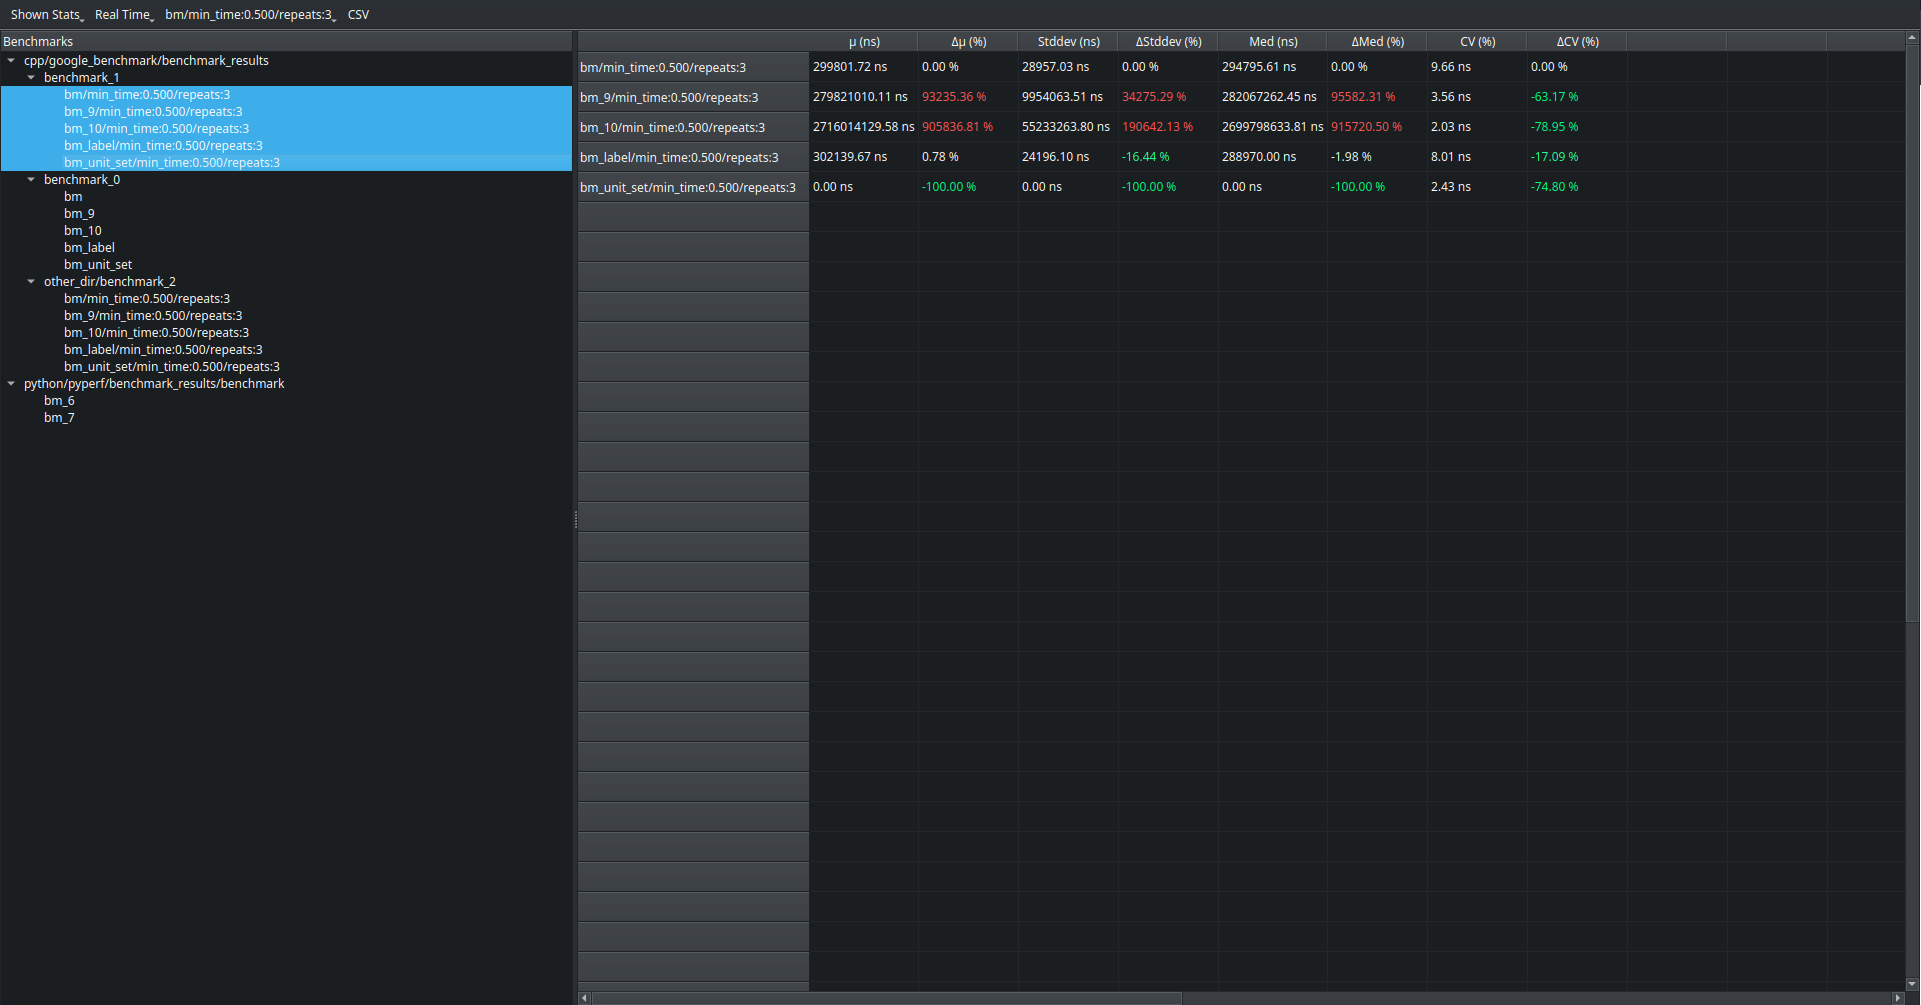 Shown Stats Real Time bm/min_time:0.500/repeats:3 CSV
Benchmarks
cpp/google_benchmark/benchmark_results
benchmark_1
bm/min_time:0.500/repeats:3
bm_9/min_time:0.500/repeats:3
bm_10/min_time:0.500/repeats:3
bm_label/min_time:0.500/repeats:3
bm_unit_set/min_time:0.500/repeats:3
benchmark_0
bm
bm_9
bm_10
bm_label
bm_unit_set
other_dir/benchmark_2
bm/min_time:0.500/repeats:3
bm_9/min_time:0.500/repeats:3
bm_10/min_time:0.500/repeats:3
bm_label/min_time:0.500/repeats:3
bm_unit_set/min_time:0.500/repeats:3
python/pyperf/benchmark_results/benchmark
bm_6
bm_7
μ (ns) Δμ (%) Stddev (ns) ΔStddev (%) Med (ns) ΔMed (%) CV (%) ΔCV (%)
bm/min_time:0.500/repeats:3 299801.72 ns 0.00 % 28957.03 ns 0.00 % 294795.61 ns 0.00 % 9.66 ns 0.00 %
bm_9/min_time:0.500/repeats:3 279821010.11 ns 93235.36 % 9954063.51 ns 34275.29 % 282067262.45 ns 95582.31 % 3.56 ns -63.17 %
bm_10/min_time:0.500/repeats:3 2716014129.58 ns 905836.81 % 55233263.80 ns 190642.13 % 2699798633.81 ns 915720.50 % 2.03 ns -78.95 %
bm_label/min_time:0.500/repeats:3 302139.67 ns 0.78 % 24196.10 ns -16.44 % 288970.00 ns -1.98 % 8.01 ns -17.09 %
bm_unit_set/min_time:0.500/repeats:3 0.00 ns -100.00 % 0.00 ns -100.00 % 0.00 ns -100.00 % 2.43 ns -74.80 %